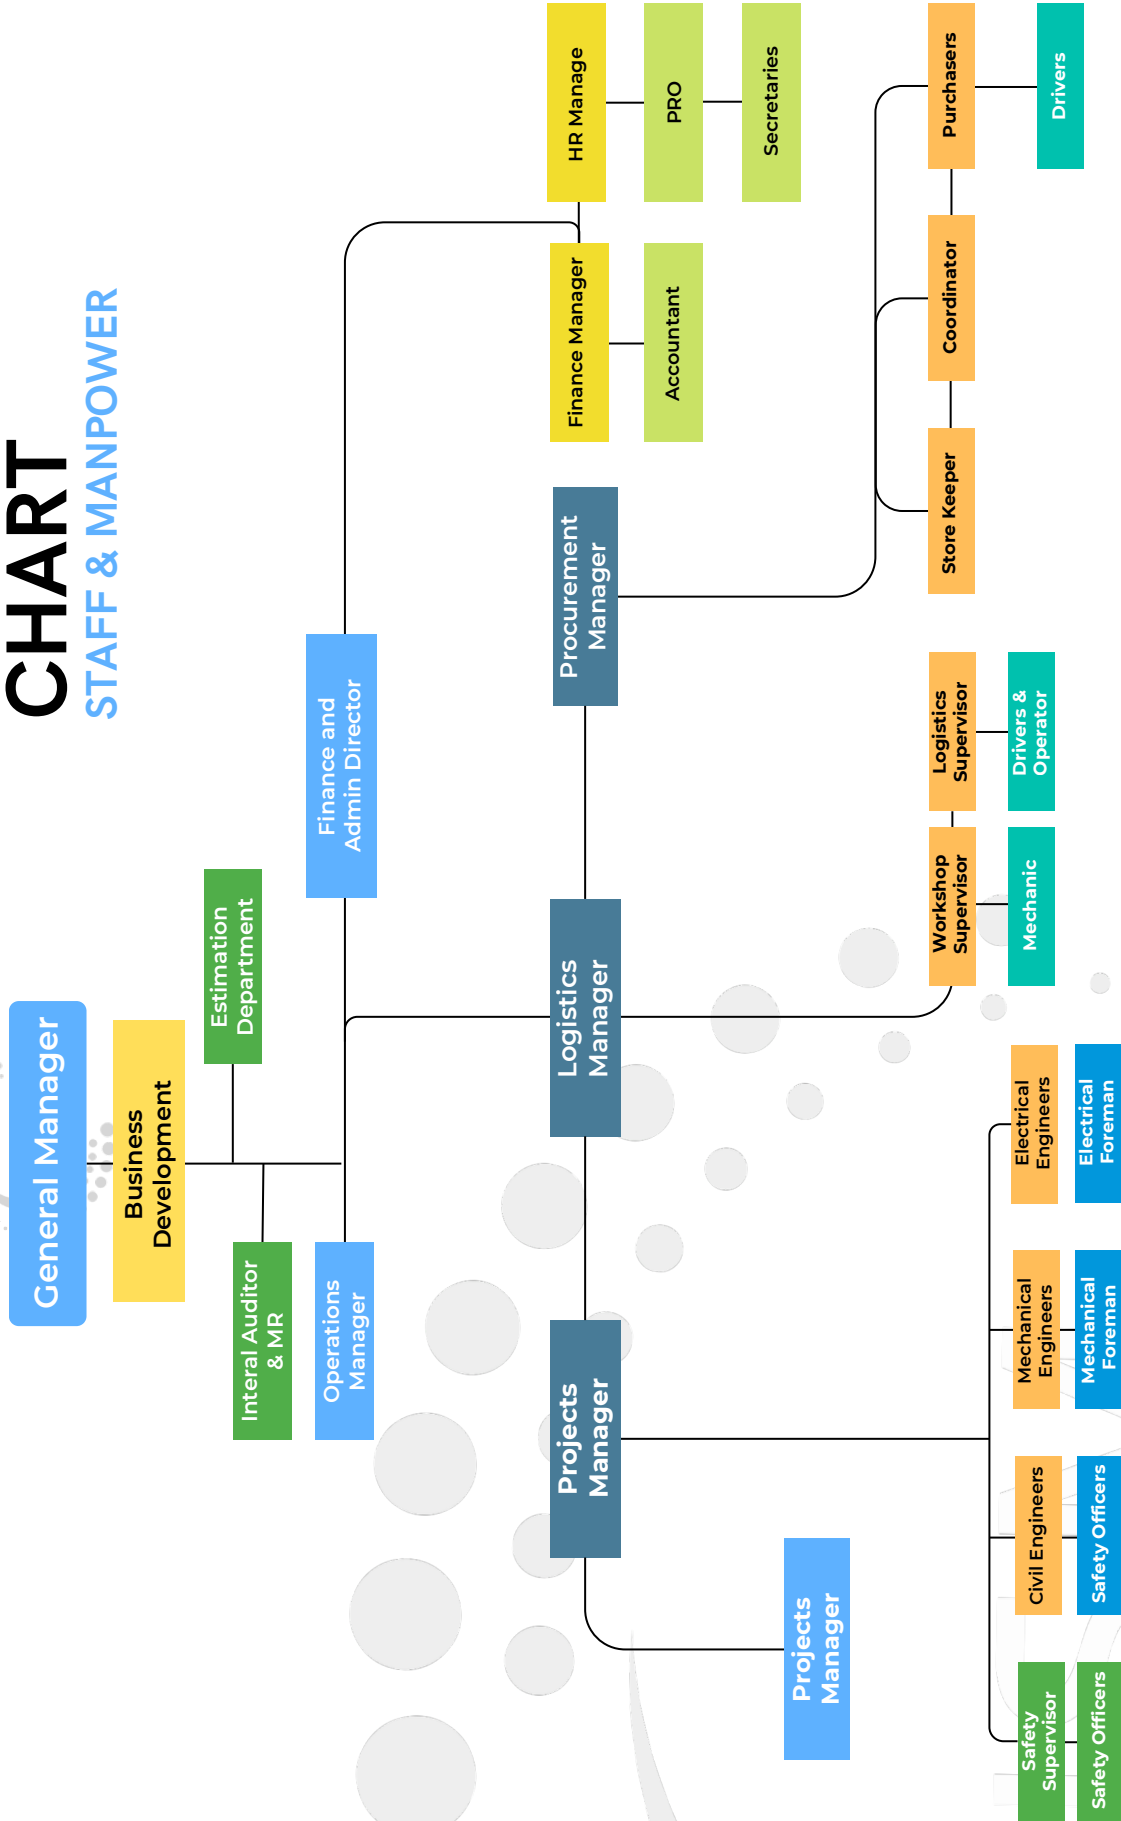 CHART
STAFF & MANPOWER
General Manager
Business
Development
Estimation
Department
Interal Auditor
& MR
Operations
Manager
Finance and
Admin Director
Projects
Manager
Logistics
Manager
Procurement
Manager
Finance Manager
HR Manage
Accountant
PRO
Secretaries
Projects
Manager
Workshop
Supervisor
Logistics
Supervisor
Store Keeper
Coordinator
Purchasers
Mechanic
Drivers &
Operator
Drivers
Safety
Supervisor
Civil Engineers
Mechanical
Engineers
Electrical
Engineers
Safety Officers
Safety Officers
Mechanical
Foreman
Electrical
Foreman